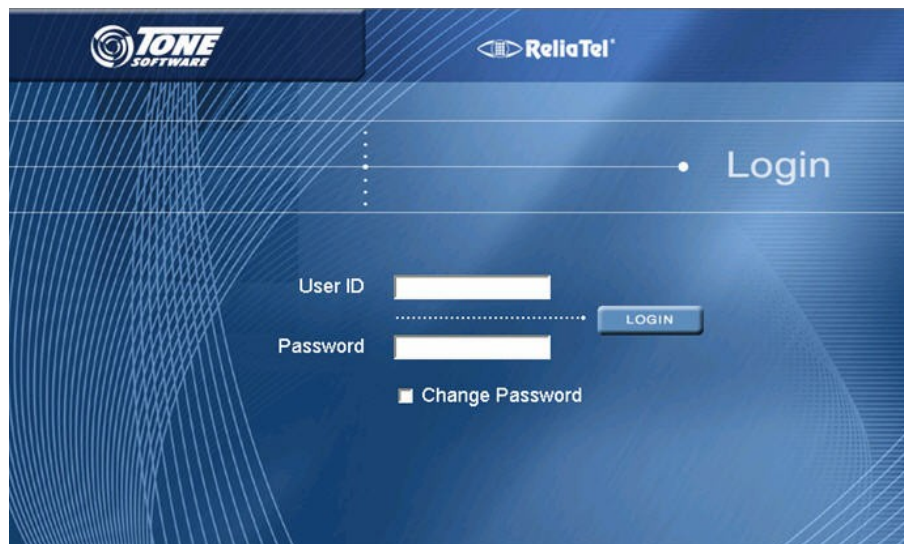 TONE
SOFTWARE
ReliaTel
Login
User ID
LOGIN
Password
Change Password